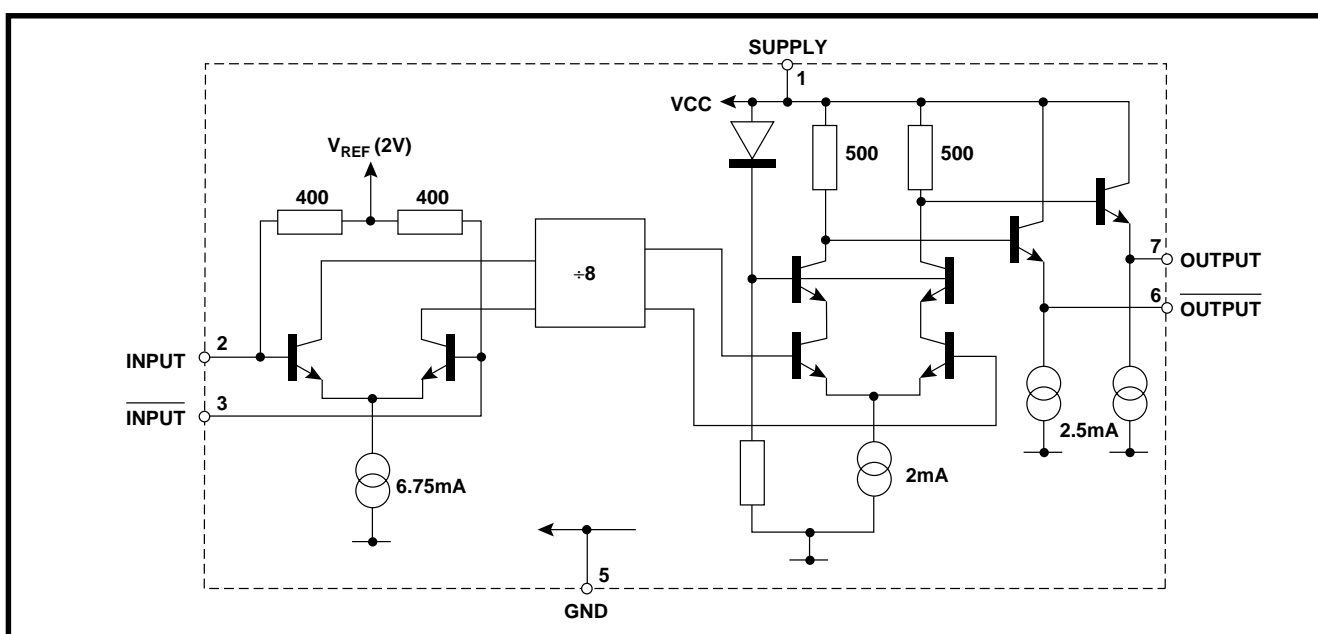 SUPPLY
1
VCC
V_REF (2V)
400
400
500
500
÷8
7
OUTPUT
6
OUTPUT
2
INPUT
3
INPUT
2.5mA
6.75mA
2mA
5
GND